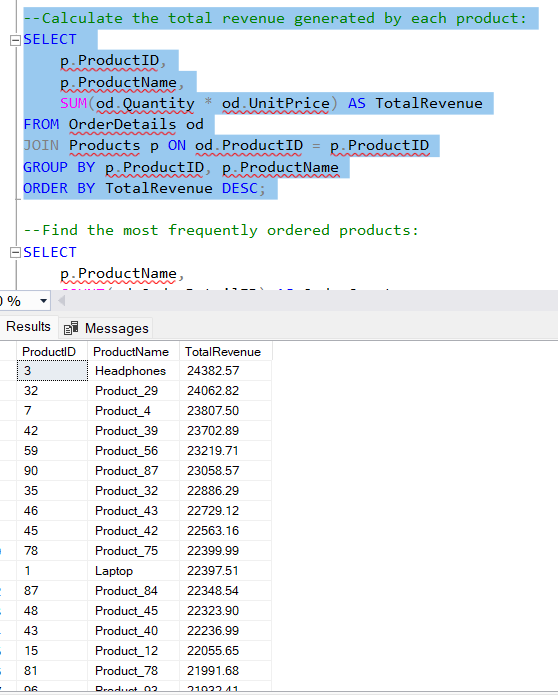 --Calculate the total revenue generated by each product:
SELECT
p.ProductID,
p.ProductName,
SUM(od.Quantity * od.UnitPrice) AS TotalRevenue
FROM OrderDetails od
JOIN Products p ON od.ProductID = p.ProductID
GROUP BY p.ProductID, p.ProductName
ORDER BY TotalRevenue DESC;
--Find the most frequently ordered products:
SELECT
p.ProductName,
0 %
Results Messages
ProductID ProductName TotalRevenue
3 Headphones 24382.57
32 Product_29 24062.82
7 Product_4 23807.50
42 Product_39 23702.89
59 Product_56 23219.71
90 Product_87 23058.57
35 Product_32 22886.29
46 Product_43 22729.12
45 Product_42 22563.16
78 Product_75 22399.99
1 Laptop 22397.51
87 Product_84 22348.54
48 Product_45 22323.90
43 Product_40 22236.99
15 Product_12 22055.65
81 Product_78 21991.68
96 Product_93 21932.41